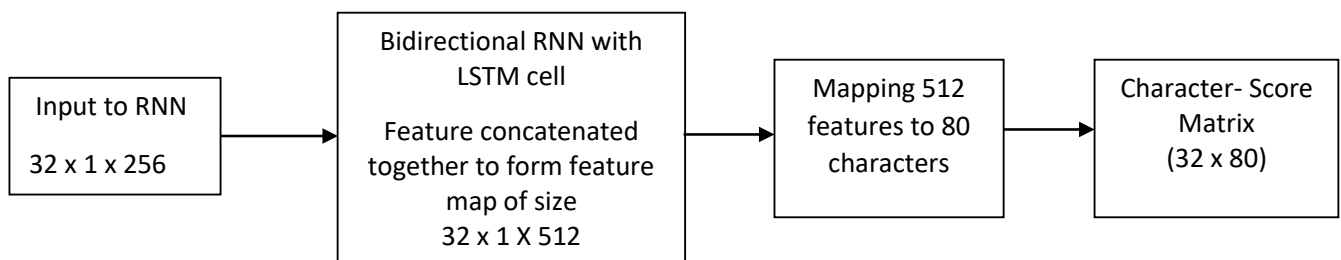 Input to RNN
32 x 1 x 256
Bidirectional RNN with
LSTM cell
Feature concatenated
together to form feature
map of size
32 x 1 X 512
Mapping 512
features to 80
characters
Character- Score
Matrix
(32 x 80)